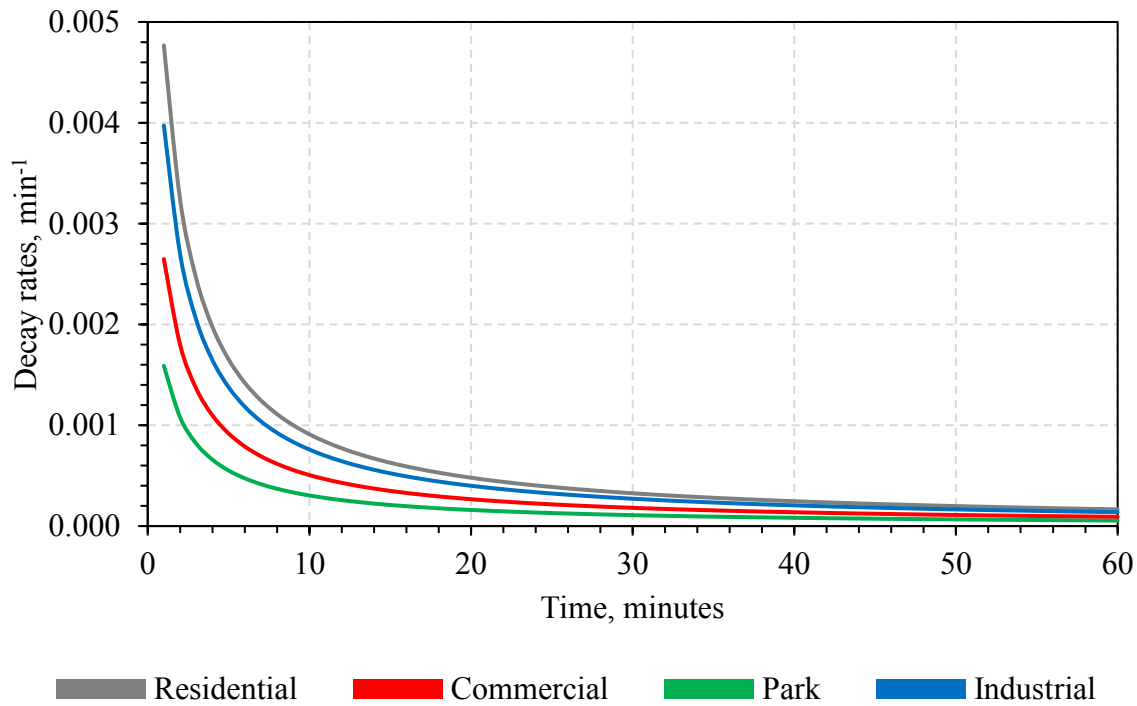 0.005
0.004
0.003
0.002
0.001
0.000
Decay rates, min-1
0 10 20 30 40 50 60
Time, minutes
Residential Commercial Park Industrial